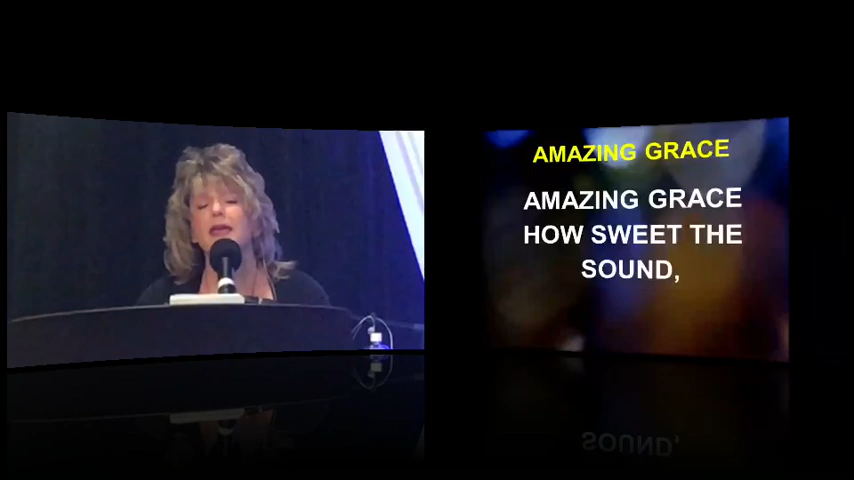 AMAZING GRACE
AMAZING GRACE
HOW SWEET THE
SOUND,